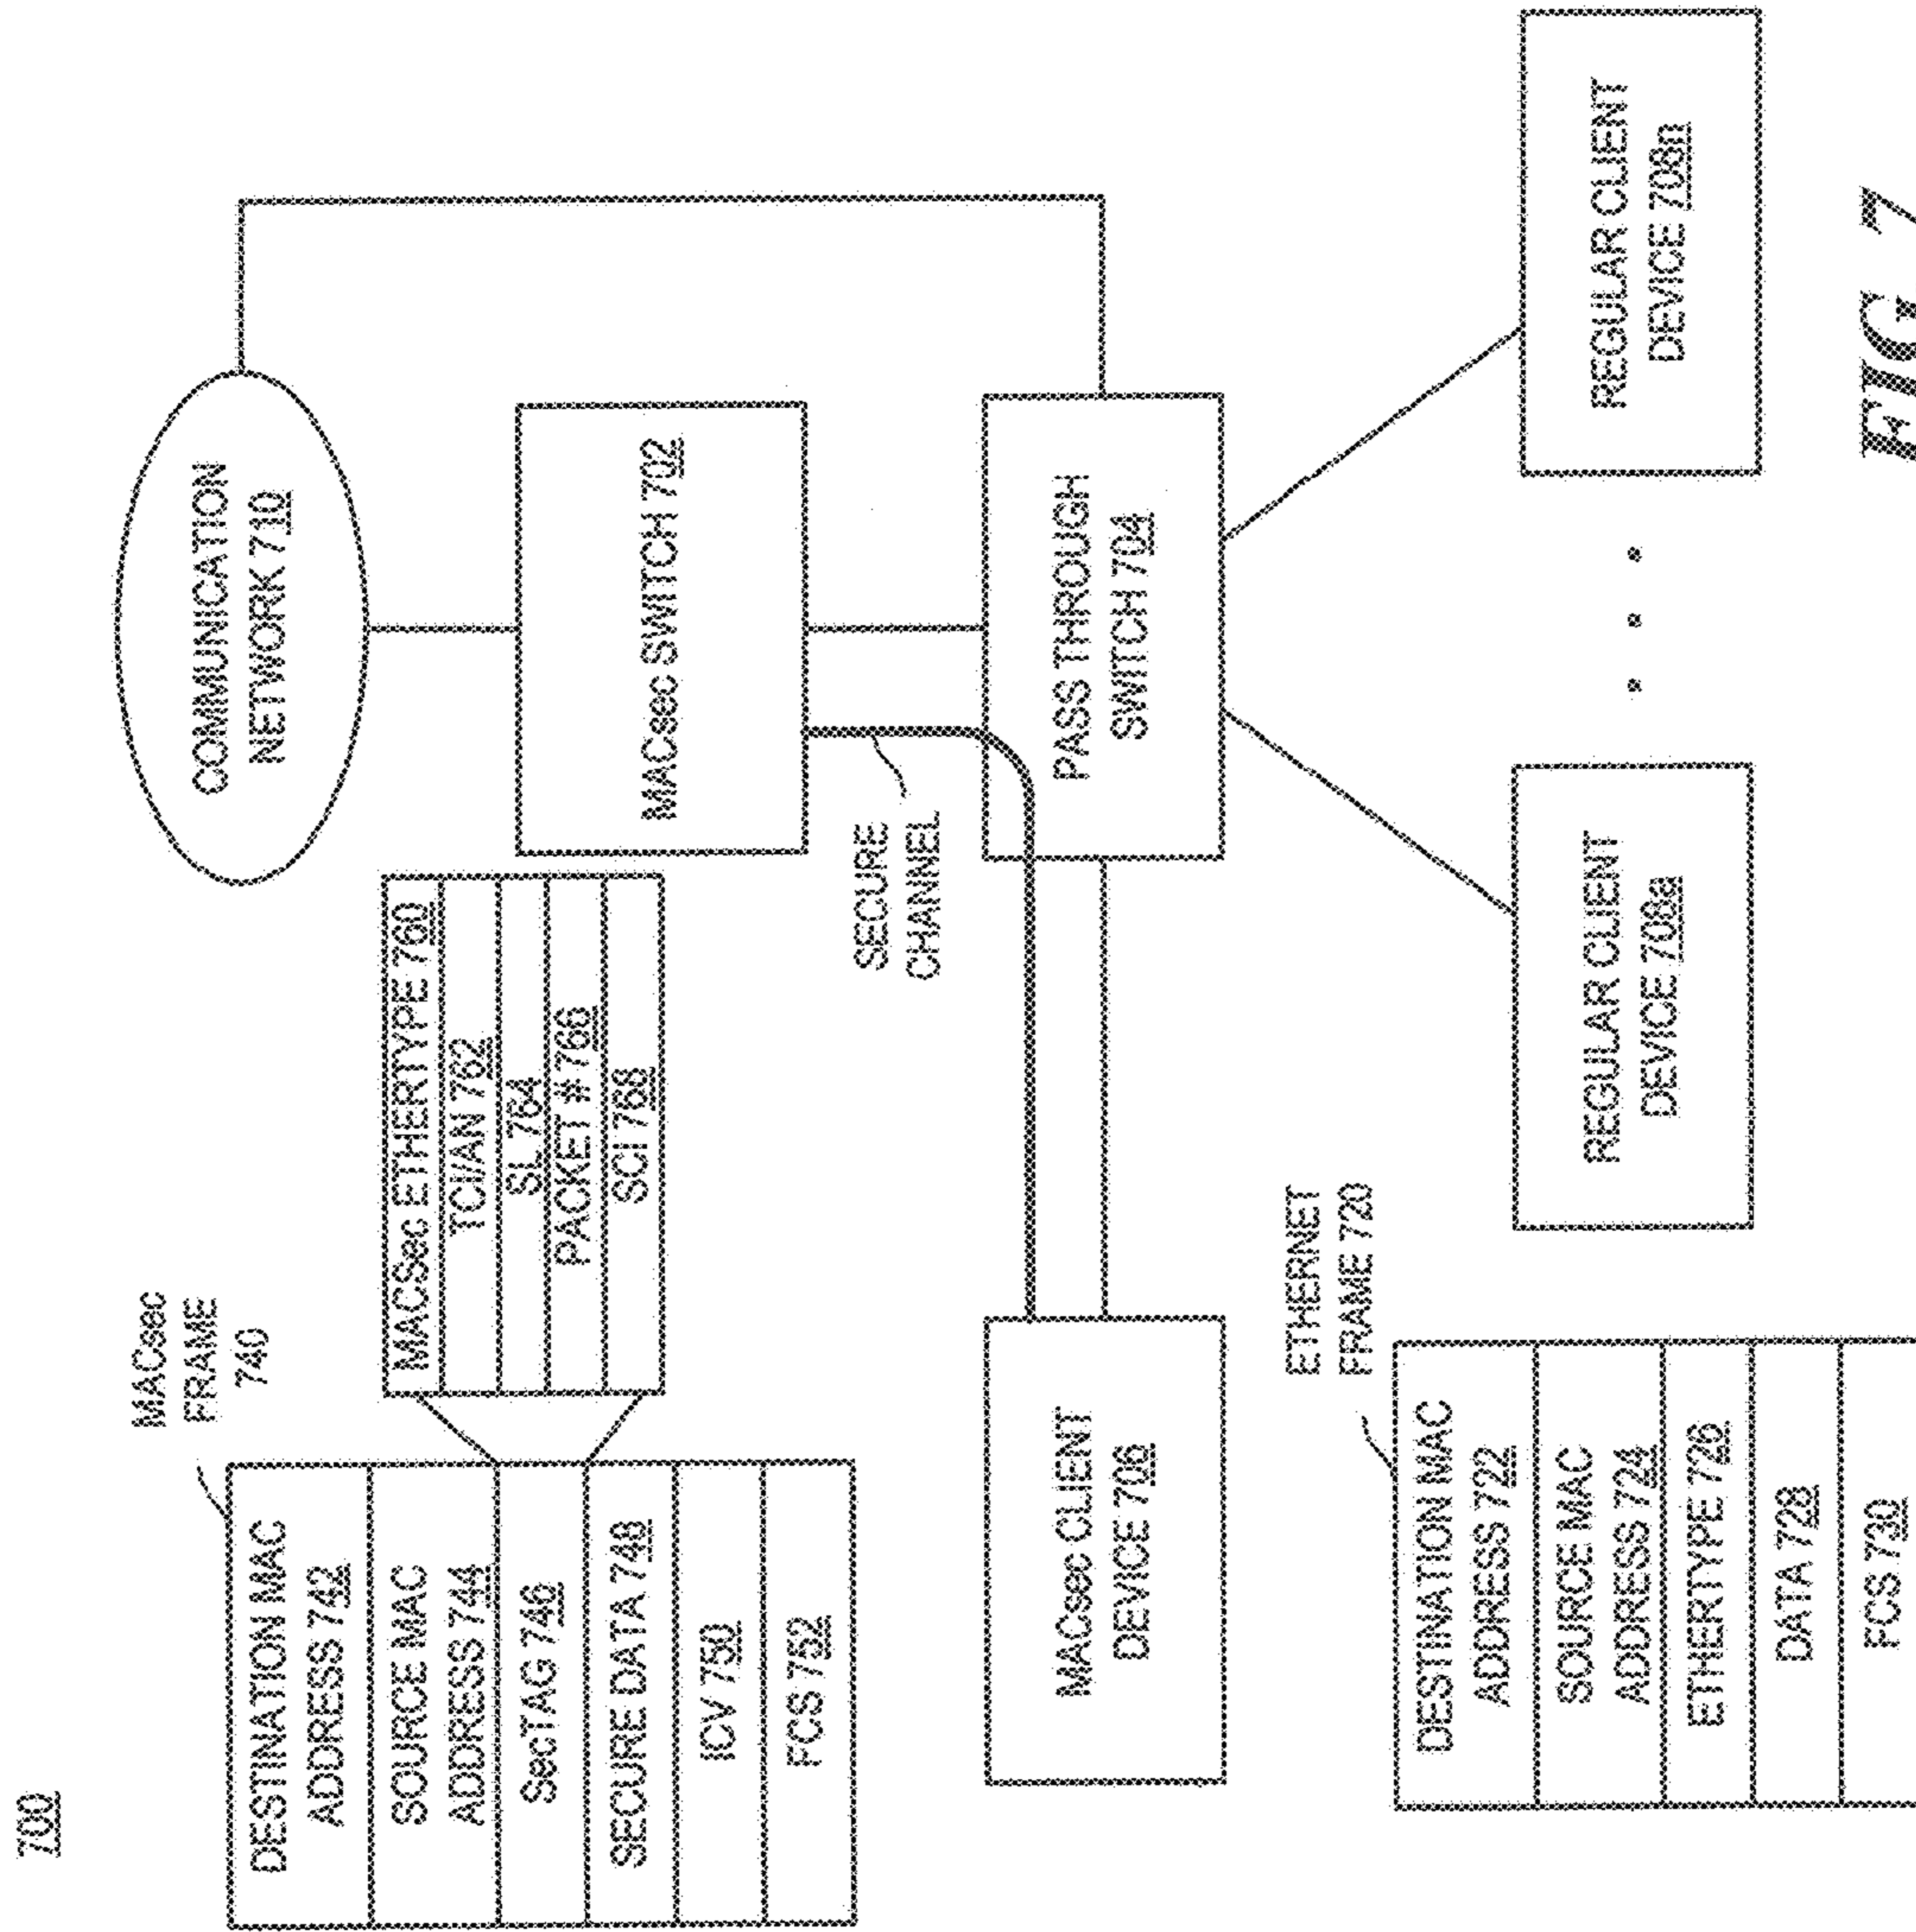 700
MACsec
FRAME
740
DESTINATION MAC
ADDRESS 742
SOURCE MAC
ADDRESS 744
SecTAG 746
SECURE DATA 748
ICV 750
FCS 752
MACSec ETHERTYPE 760
TCI/AN 762
SL 764
PACKET # 766
SCI 768
COMMUNICATION
NETWORK 710
MACsec SWITCH 702
SECURE
CHANNEL
PASS THROUGH
SWITCH 704
MACsec CLIENT
DEVICE 706
ETHERNET
FRAME 720
DESTINATION MAC
ADDRESS 722
SOURCE MAC
ADDRESS 724
ETHERTYPE 726
DATA 728
FCS 730
REGULAR CLIENT
DEVICE 708a
. . .
REGULAR CLIENT
DEVICE 708n
FIG. 7